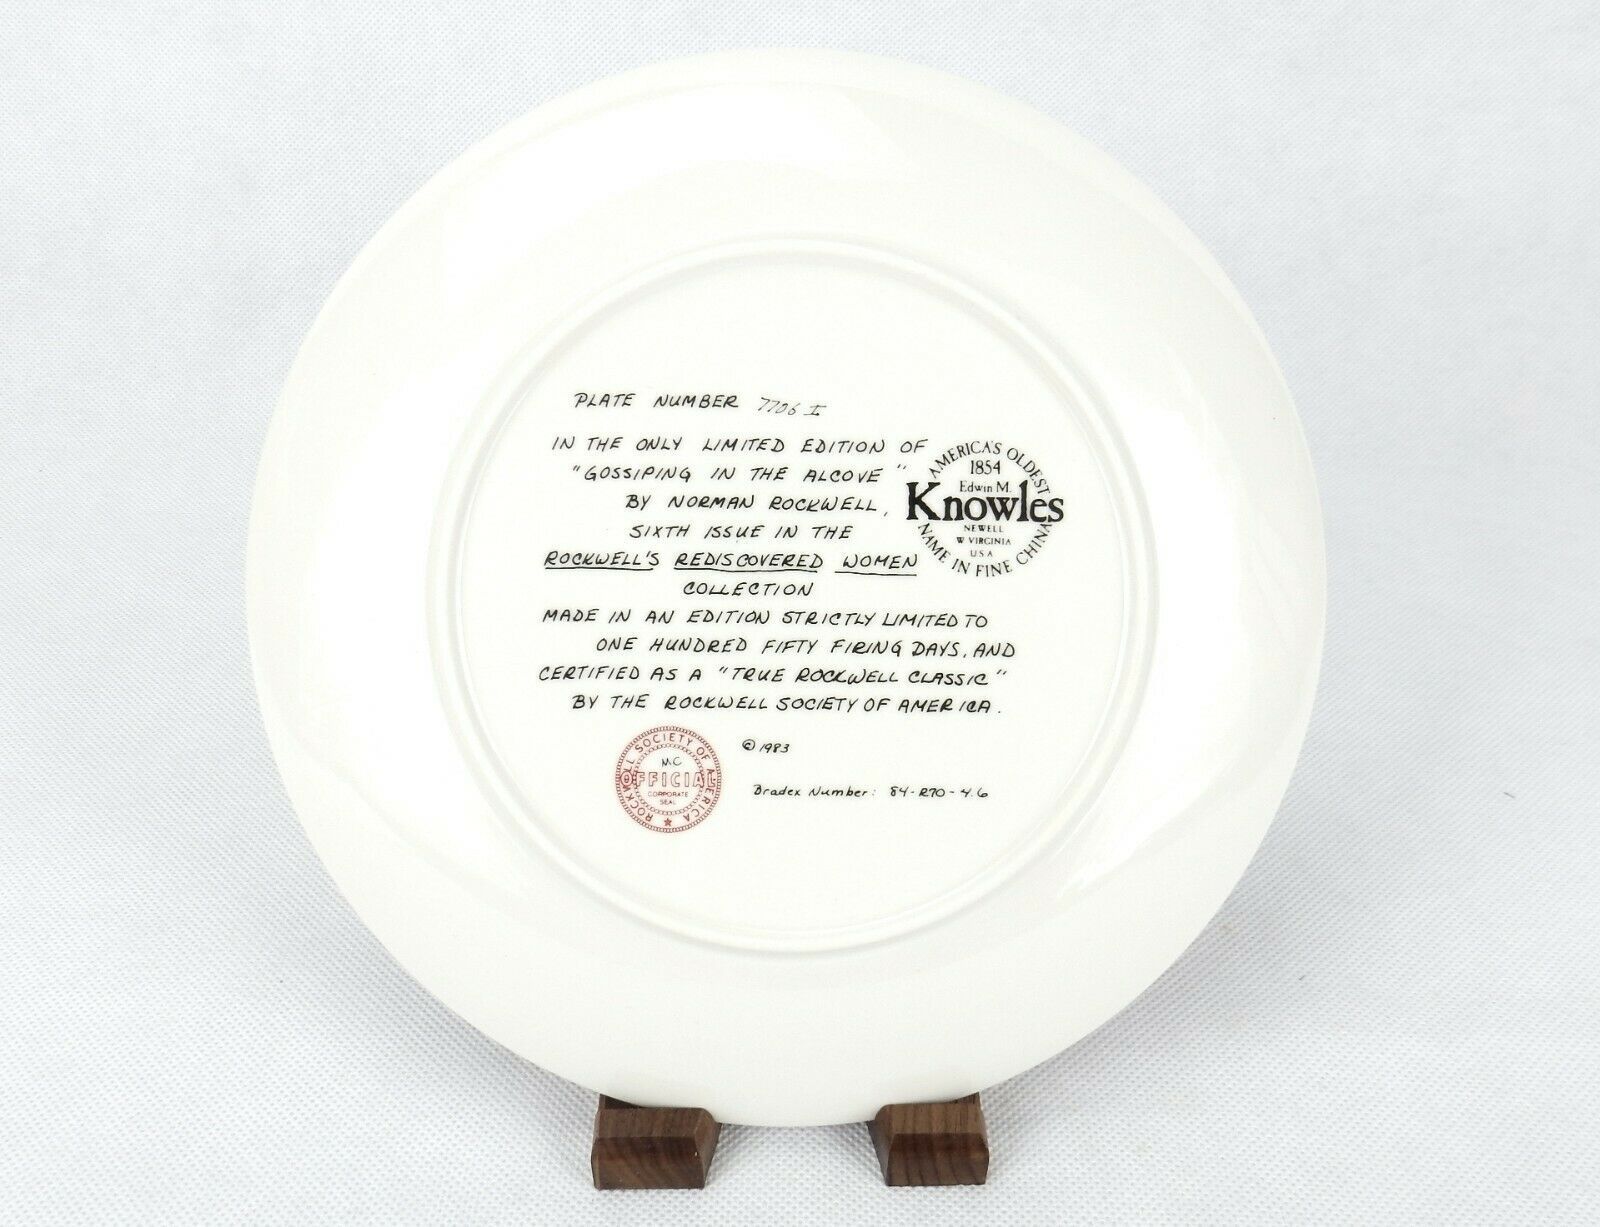 PLATE NUMBER 7706 I
IN THE ONLY LIMITED EDITION OF
"GOSSIPING IN THE ALCOVE"
BY NORMAN ROCKWELL,
SIXTH ISSUE IN THE
ROCKWELL'S REDISCOVERED WOMEN
COLLECTION
MADE IN AN EDITION STRICTLY LIMITED TO
ONE HUNDRED FIFTY FIRING DAYS, AND
CERTIFIED AS A "TRUE ROCKWELL CLASSIC"
BY THE ROCKWELL SOCIETY OF AMERICA.
AMERICA'S OLDEST
1854
Edwin M.
Knowles
NEWELL
W VIRGINIA
USA
NAME IN FINE CHINA
ROCKWELL SOCIETY OF AMERICA
MC
OFFICIAL
CORPORATE
SEAL
© 1983
Bradex Number: 84-R70-4.6